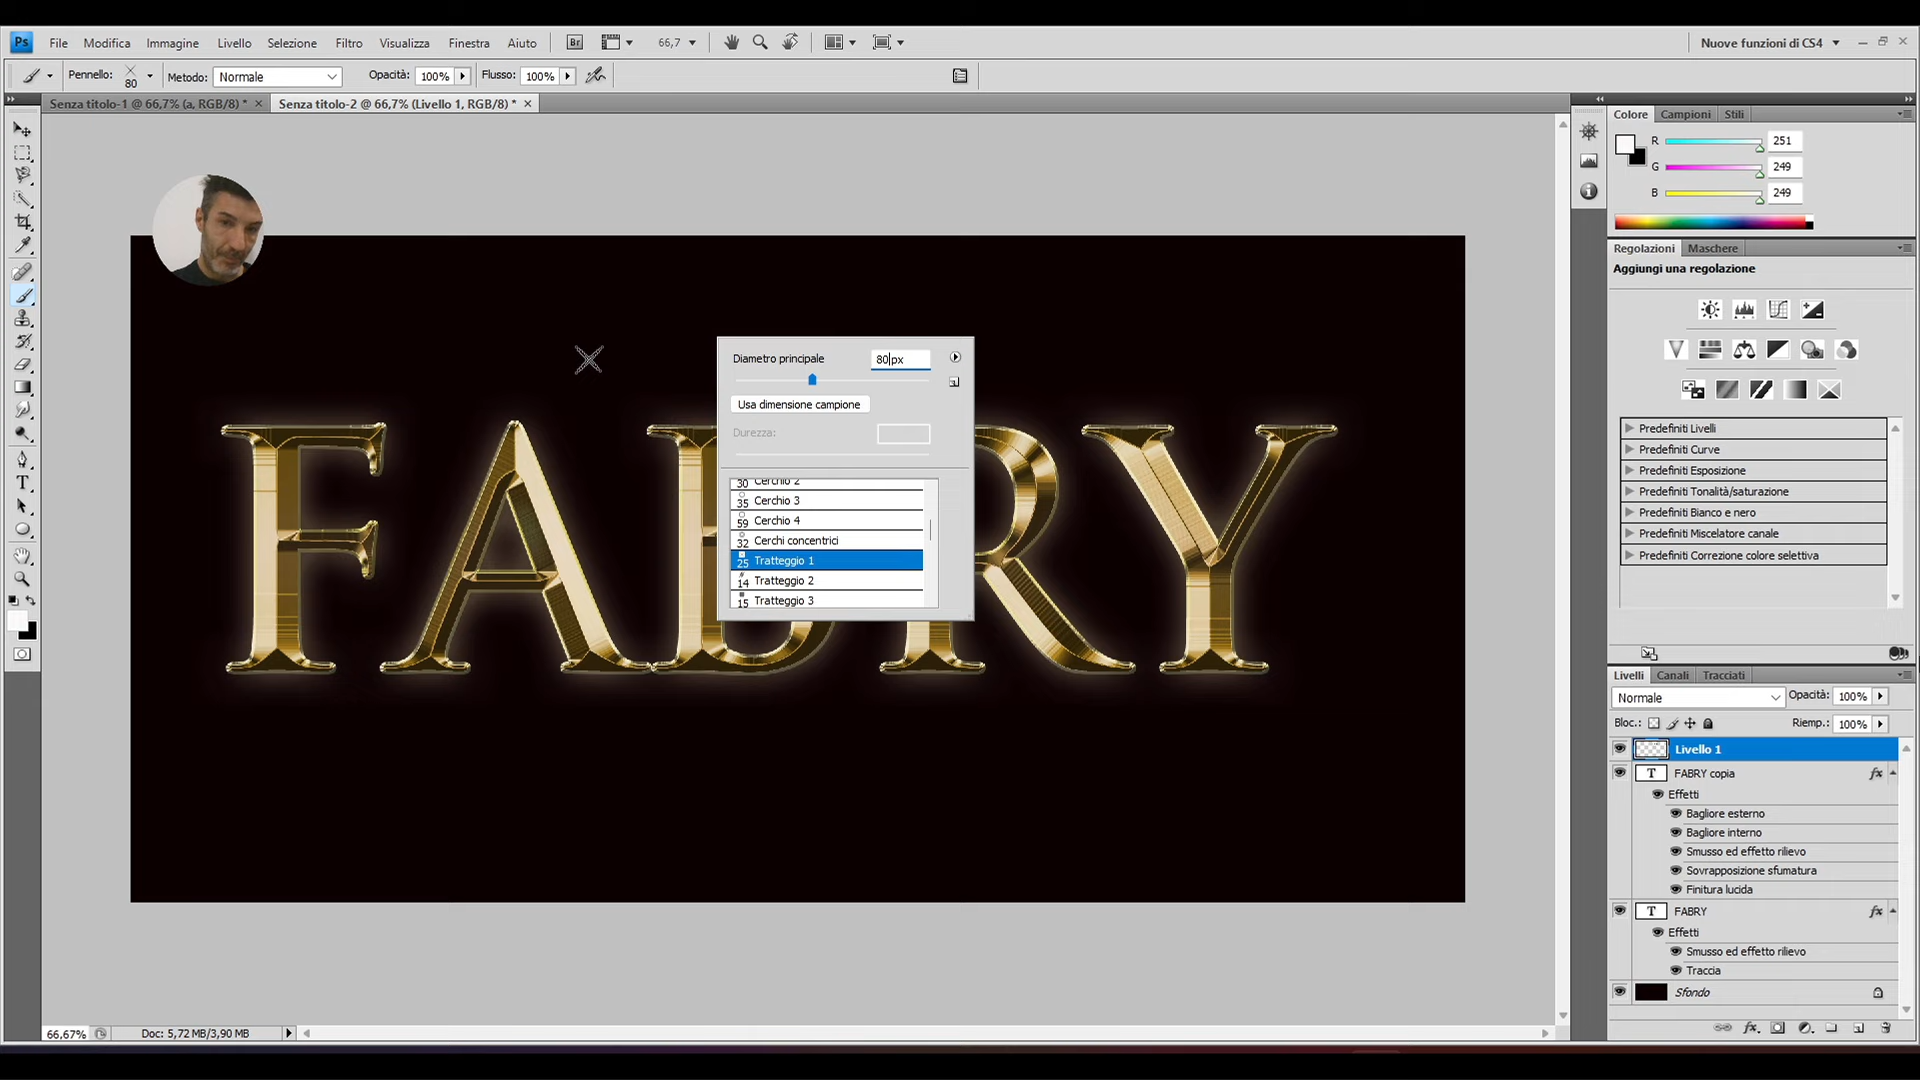 Ps File Modifica Immagine Livello Selezione Filtro Visualizza Finestra Aiuto Br 66,7 Nuove funzioni di CS4
Pennello: 80 Metodo: Normale Opacità: 100% Flusso: 100%
Senza titolo-1 @ 66,7% (a, RGB/8) * Senza titolo-2 @ 66,7% (Livello 1, RGB/8) *
FABRY
Diametro principale 80px
Usa dimensione campione
Durezza:
30 Cerchio 2
35 Cerchio 3
59 Cerchio 4
32 Cerchi concentrici
25 Tratteggio 1
14 Tratteggio 2
15 Tratteggio 3
Colore Campioni Stili
R 251
G 249
B 249
Regolazioni Maschere
Aggiungi una regolazione
Predefiniti Livelli
Predefiniti Curve
Predefiniti Esposizione
Predefiniti Tonalità/saturazione
Predefiniti Bianco e nero
Predefiniti Miscelatore canale
Predefiniti Correzione colore selettiva
Livelli Canali Tracciati
Normale Opacità: 100%
Bloc.: Riemp.: 100%
Livello 1
T FABRY copia fx
Effetti
Bagliore esterno
Bagliore interno
Smusso ed effetto rilievo
Sovrapposizione sfumatura
Finitura lucida
T FABRY fx
Effetti
Smusso ed effetto rilievo
Traccia
Sfondo
fx
66,67% Doc: 5,72 MB/3,90 MB